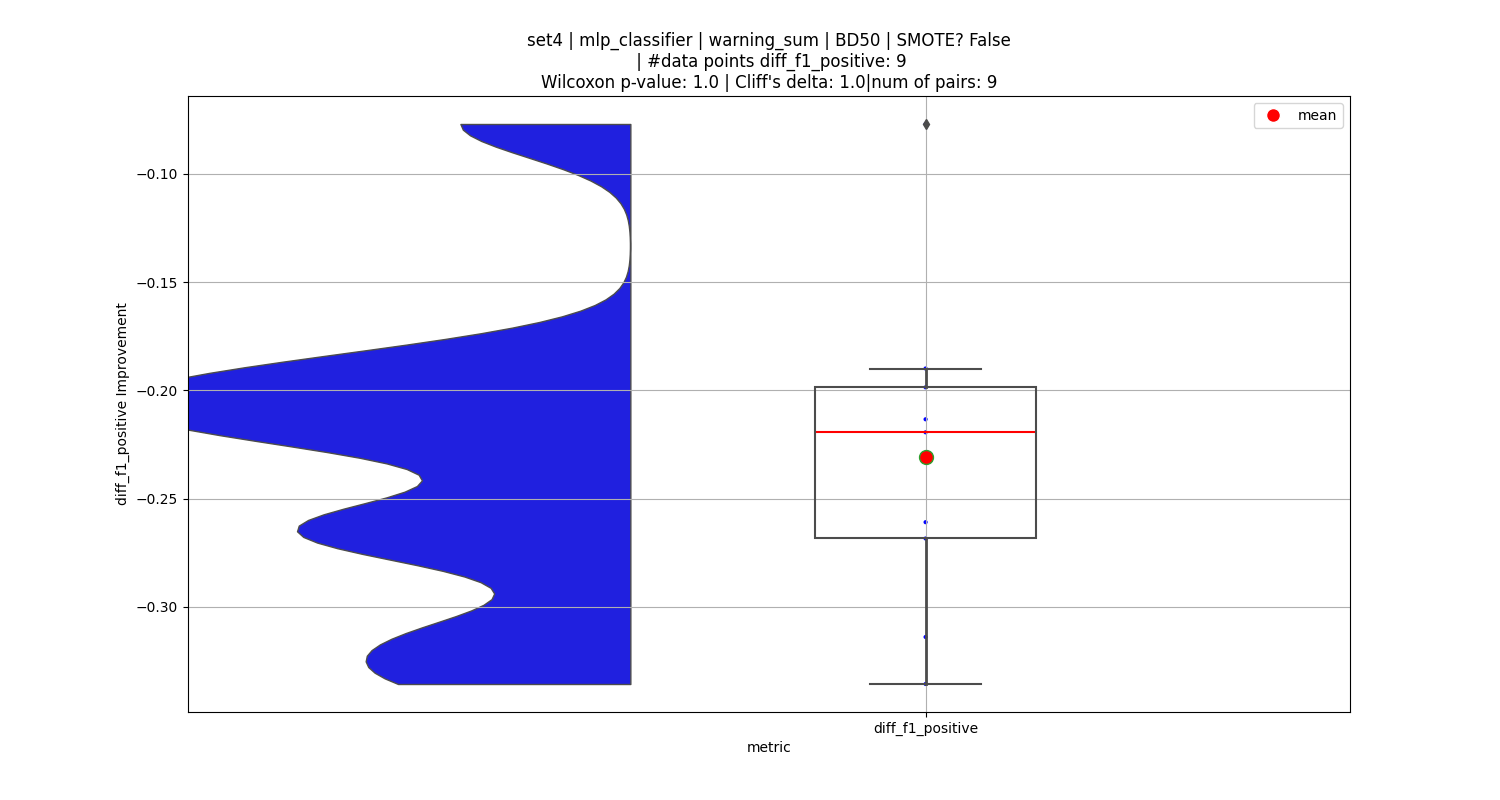 set4 | mlp_classifier | warning_sum | BD50 | SMOTE? False
| #data points diff_f1_positive: 9
Wilcoxon p-value: 1.0 | Cliff's delta: 1.0|num of pairs: 9
mean
−0.10
−0.15
−0.20
−0.25
−0.30
diff_f1_positive Improvement
diff_f1_positive
metric